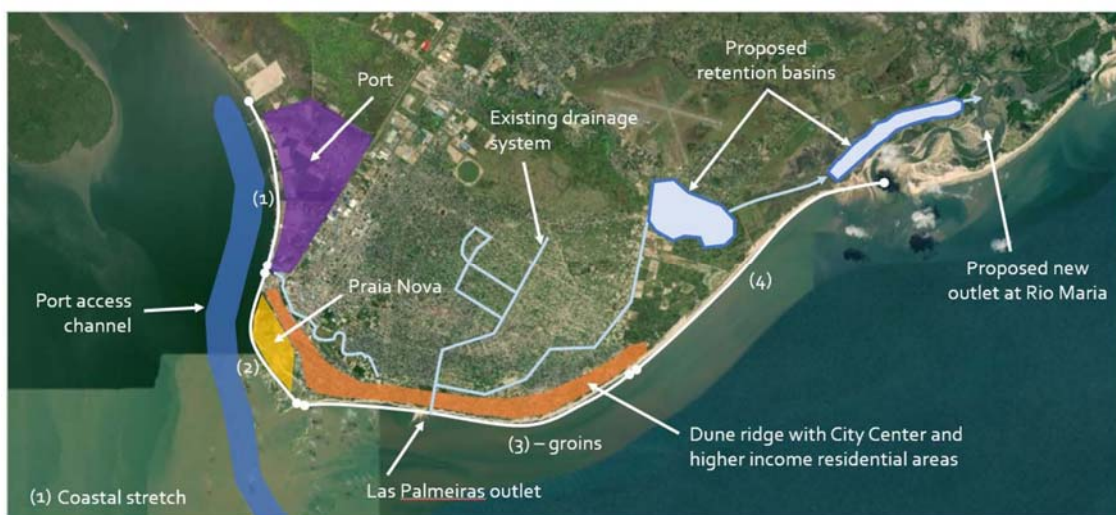 Proposed
retention basins
Port
Existing drainage
system
(1)
(4)
Praia Nova
Proposed new
outlet at Rio Maria
Port access
channel
(2)
(3) – groins
Dune ridge with City Center and
higher income residential areas
Las Palmeiras outlet
(1) Coastal stretch